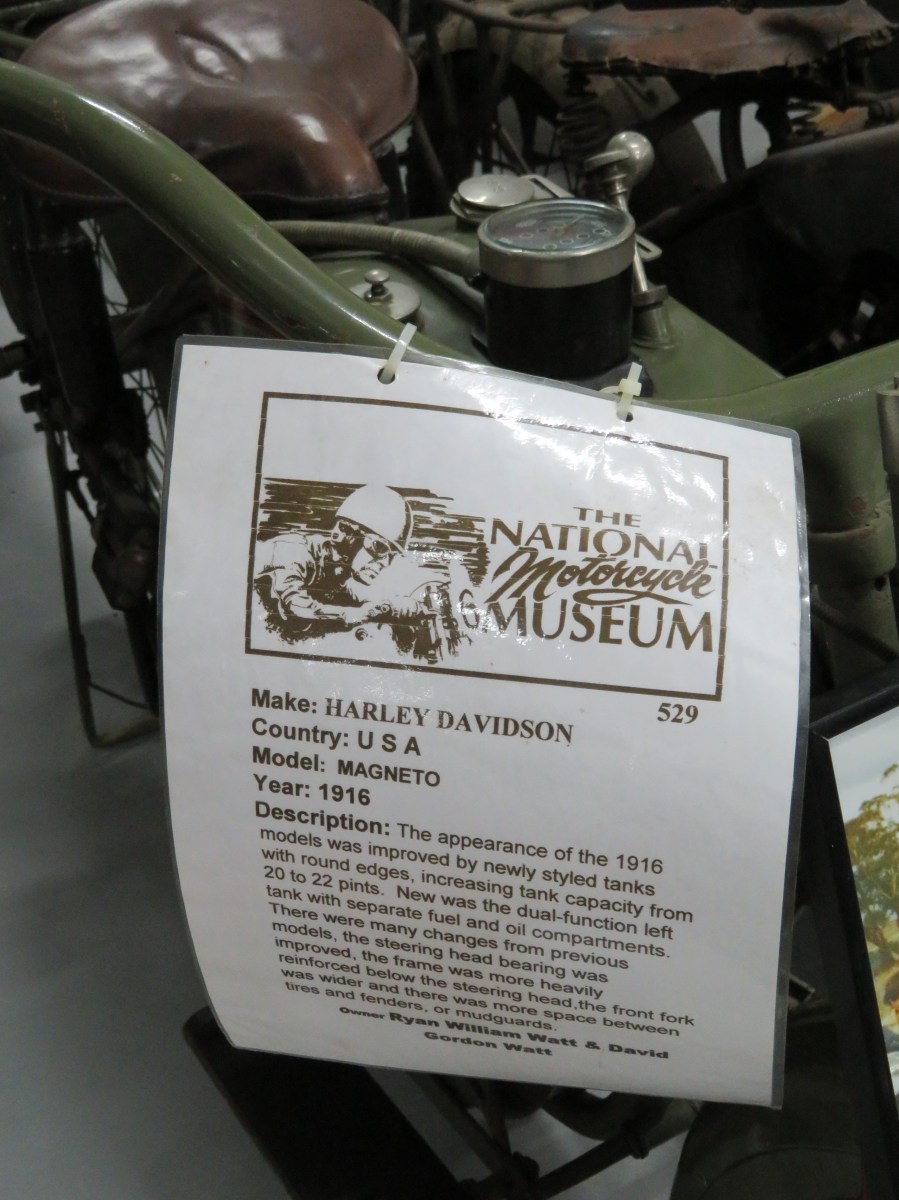 THE
NATIONAL
Motorcycle
MUSEUM
529
Make: HARLEY DAVIDSON
Country: U S A
Model: MAGNETO
Year: 1916
Description: The appearance of the 1916
models was improved by newly styled tanks
with round edges, increasing tank capacity from
20 to 22 pints. New was the dual-function left
tank with separate fuel and oil compartments.
There were many changes from previous
models, the steering head bearing was
improved, the frame was more heavily
reinforced below the steering head,the front fork
was wider and there was more space between
tires and fenders, or mudguards.
Owner Ryan William Watt & David
Gordon Watt